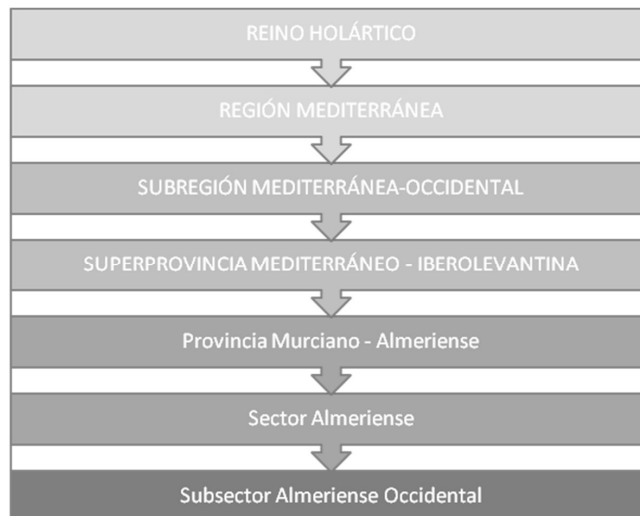 REINO HOLÁRTICO
REGIÓN MEDITERRÁNEA
SUBREGIÓN MEDITERRÁNEA-OCCIDENTAL
SUPERPROVINCIA MEDITERRÁNEO - IBEROLEVANTINA
Provincia Murciano - Almeriense
Sector Almeriense
Subsector Almeriense Occidental